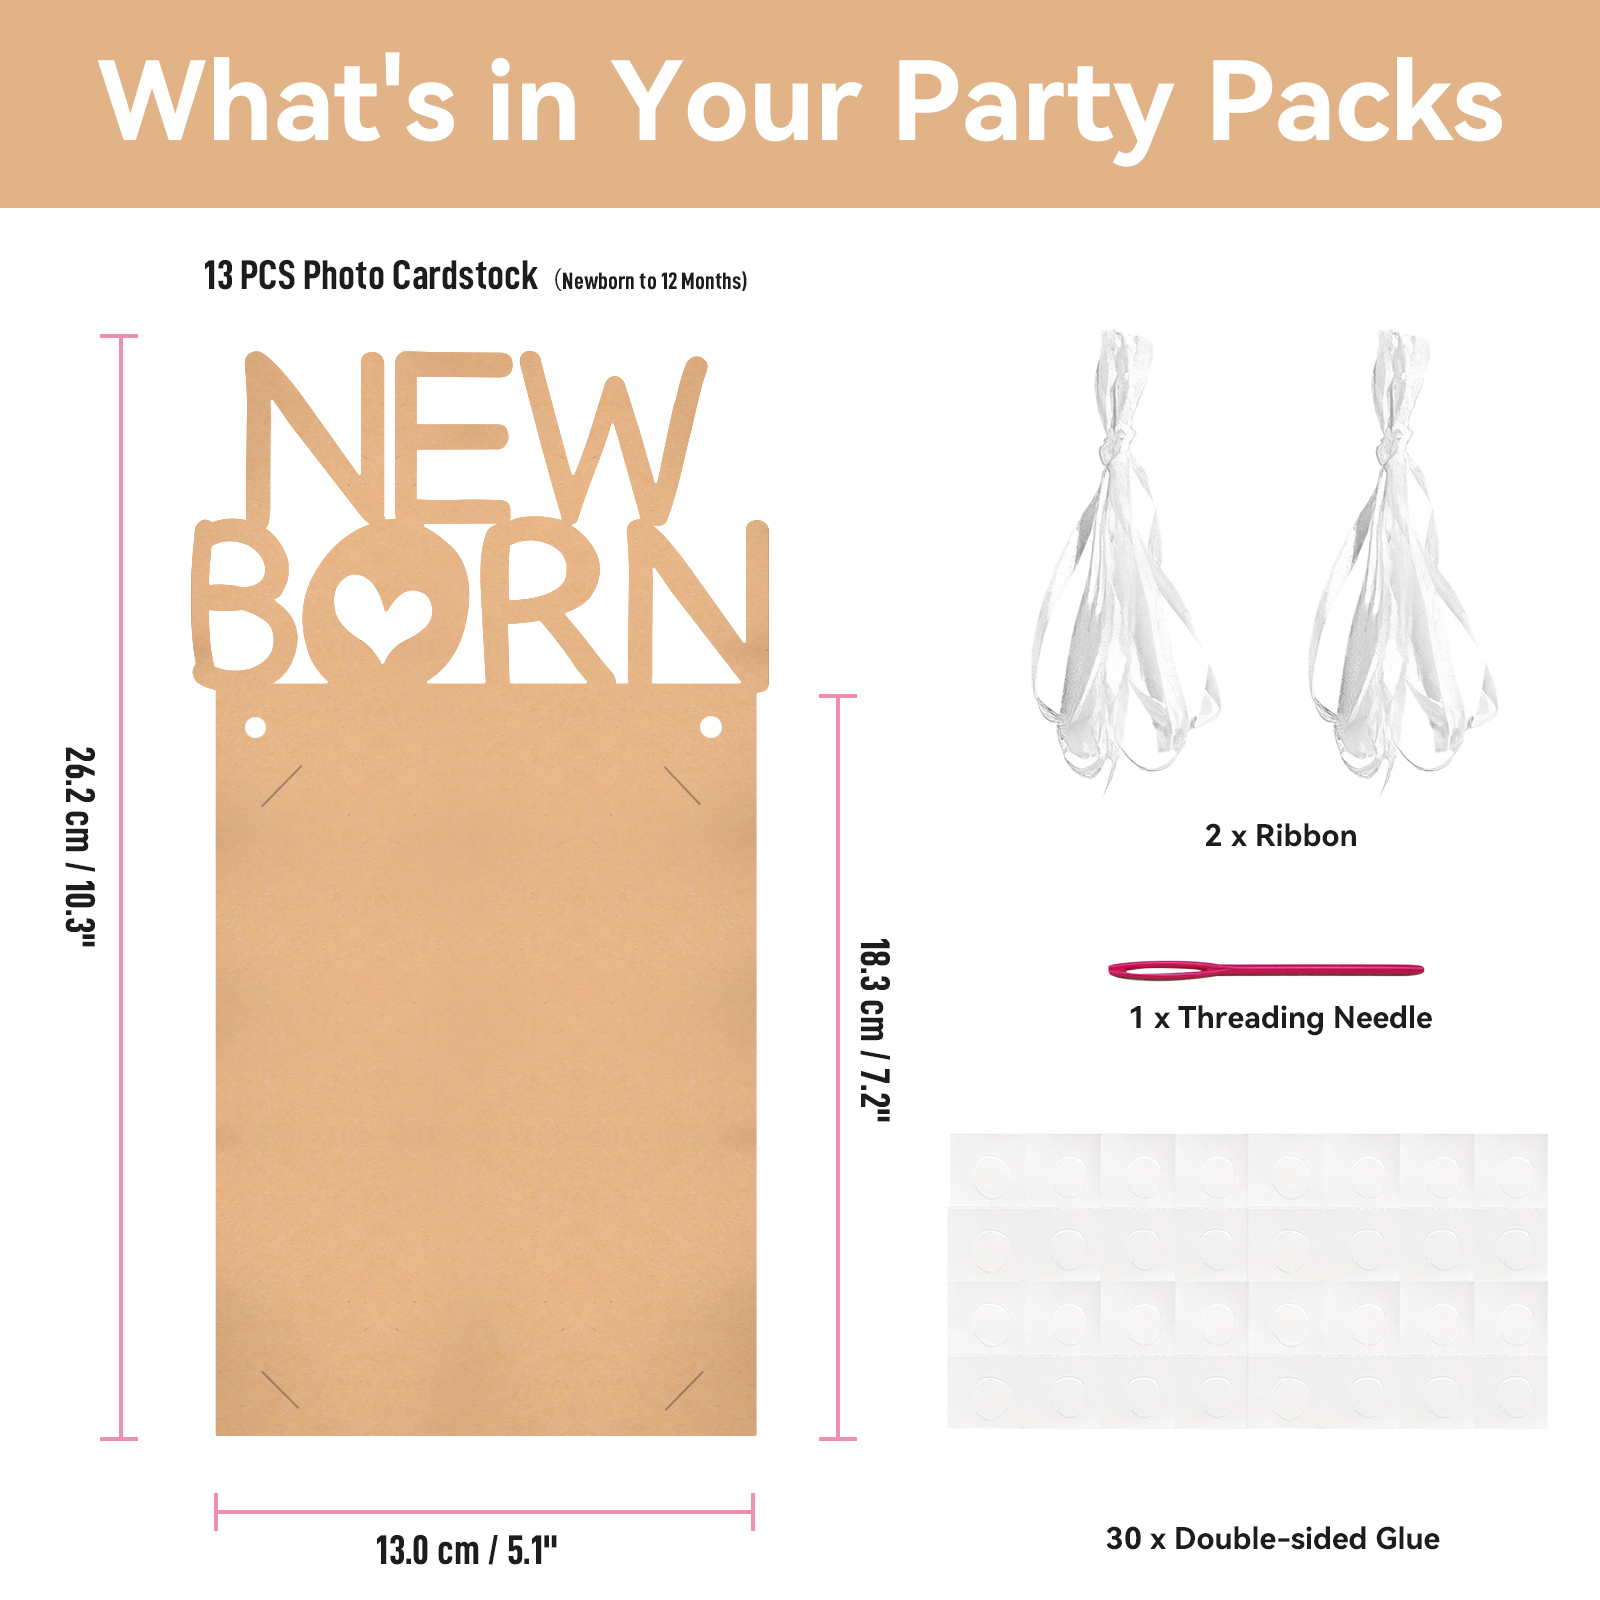 What's in Your Party Packs
13 PCS Photo Cardstock （Newborn to 12 Months)
NEW
BORN
26.2 cm / 10.3"
18.3 cm / 7.2"
13.0 cm / 5.1"
2 x Ribbon
1 x Threading Needle
30 x Double-sided Glue